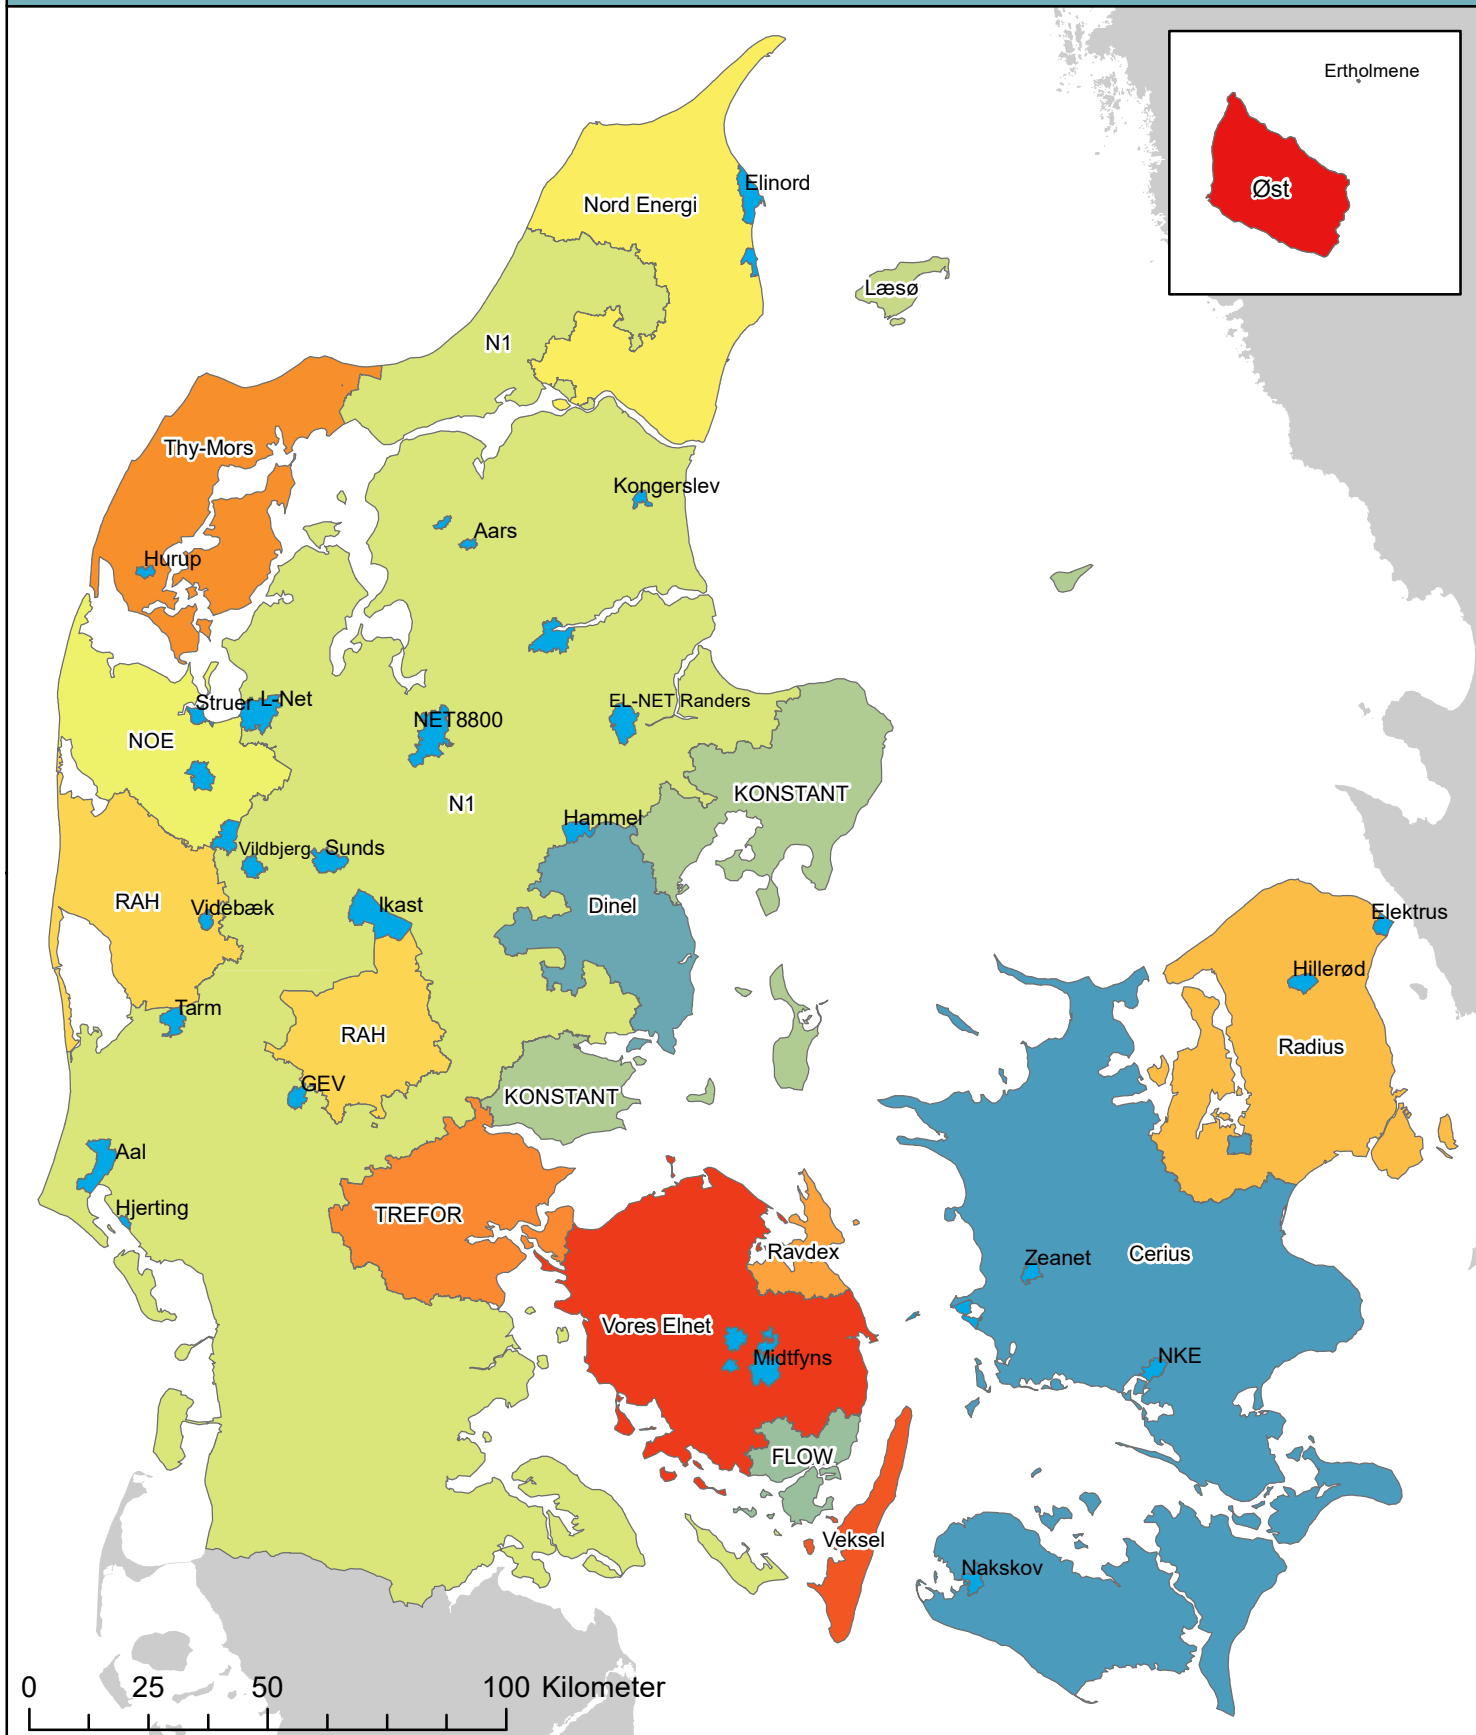 Ertholmene
Øst
Elinord
Nord Energi
Læsø
N1
Thy-Mors
Kongerslev
Aars
Hurup
Struer
L-Net
EL-NET Randers
NET8800
NOE
KONSTANT
N1
Hammel
Vildbjerg
Sunds
RAH
Videbæk
Ikast
Dinel
Elektrus
Hillerød
Tarm
RAH
Radius
GEV
KONSTANT
Aal
Hjerting
TREFOR
Ravdex
Cerius
Zeanet
Vores Elnet
Midtfyns
NKE
FLOW
Veksel
Nakskov
0 25 50 100 Kilometer